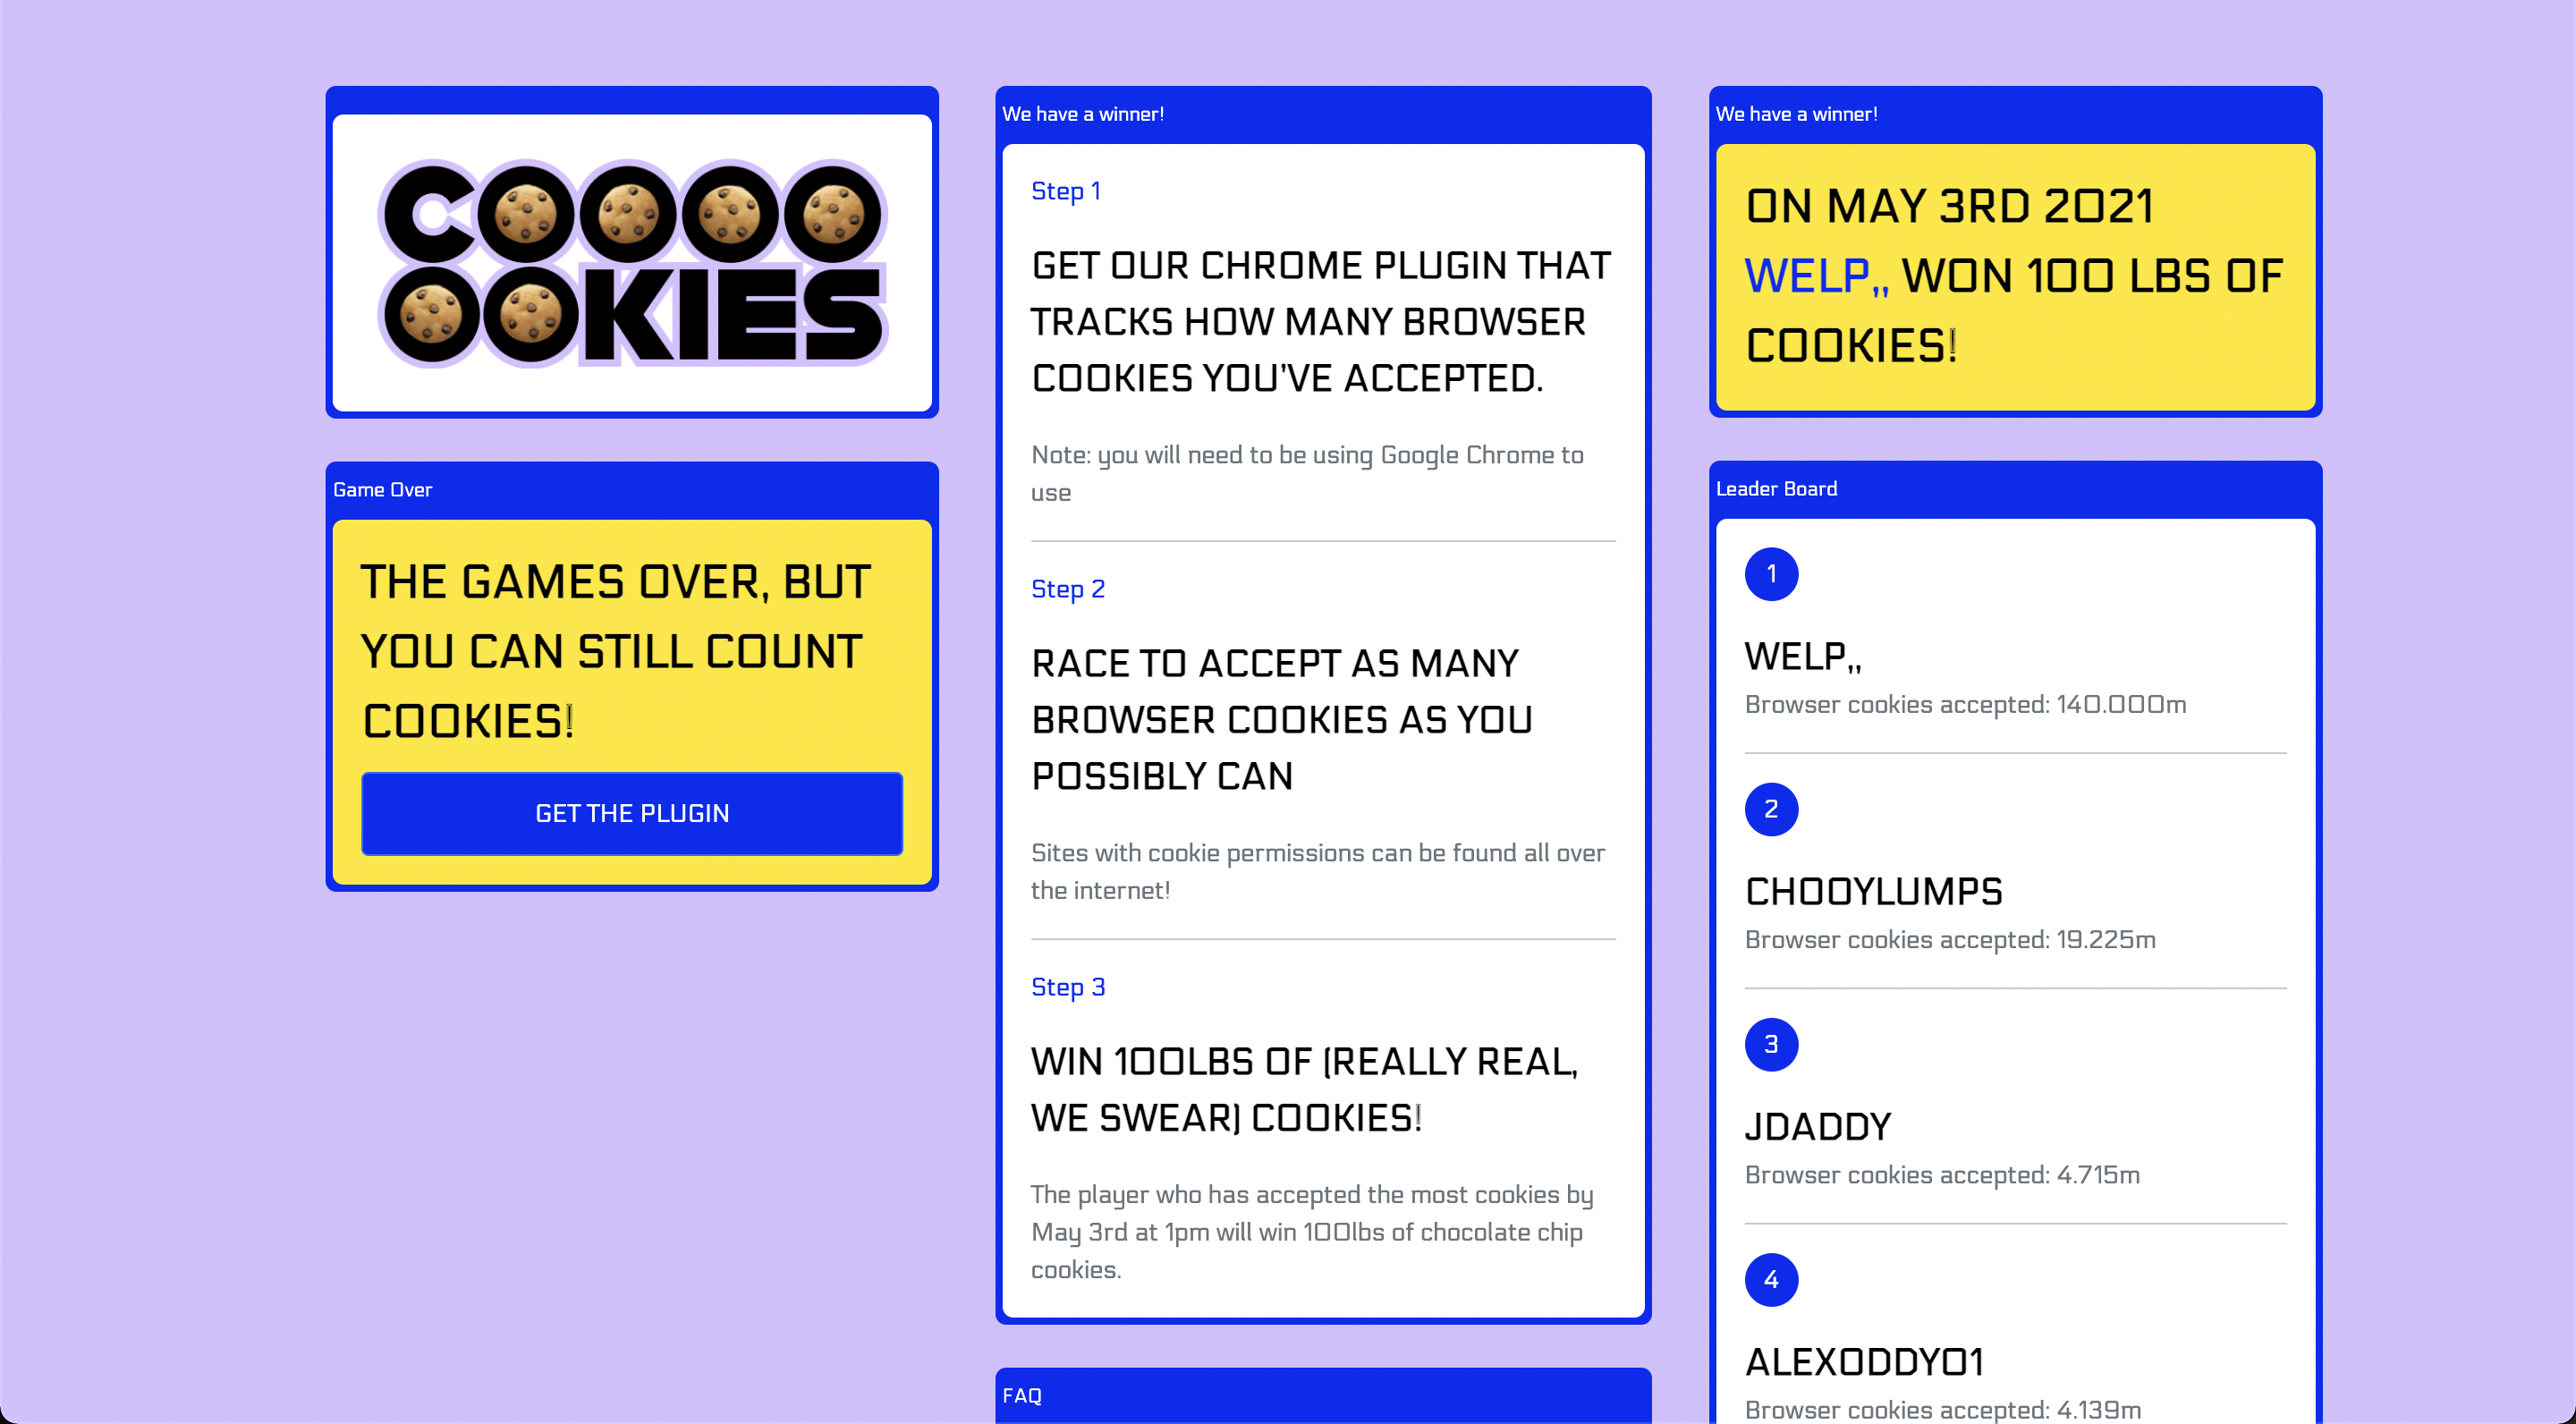 COOOO
OOKIES
Game Over
THE GAMES OVER, BUT
YOU CAN STILL COUNT
COOKIES!
GET THE PLUGIN
We have a winner!
Step 1
GET OUR CHROME PLUGIN THAT
TRACKS HOW MANY BROWSER
COOKIES YOU'VE ACCEPTED.
Note: you will need to be using Google Chrome to
use
Step 2
RACE TO ACCEPT AS MANY
BROWSER COOKIES AS YOU
POSSIBLY CAN
Sites with cookie permissions can be found all over
the internet!
Step 3
WIN 100LBS OF (REALLY REAL,
WE SWEAR) COOKIES!
The player who has accepted the most cookies by
May 3rd at 1pm will win 100lbs of chocolate chip
cookies.
FAQ
We have a winner!
ON MAY 3RD 2021
WELP,, WON 100 LBS OF
COOKIES!
Leader Board
1
WELP,,
Browser cookies accepted: 140.000m
2
CHOOYLUMPS
Browser cookies accepted: 19.225m
3
JDADDY
Browser cookies accepted: 4.715m
4
ALEXODDY01
Browser cookies accepted: 4.139m